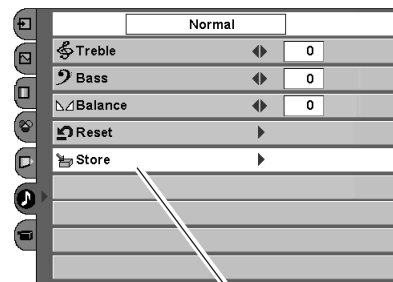 Normal
Treble 0
Bass 0
Balance 0
Reset
Store